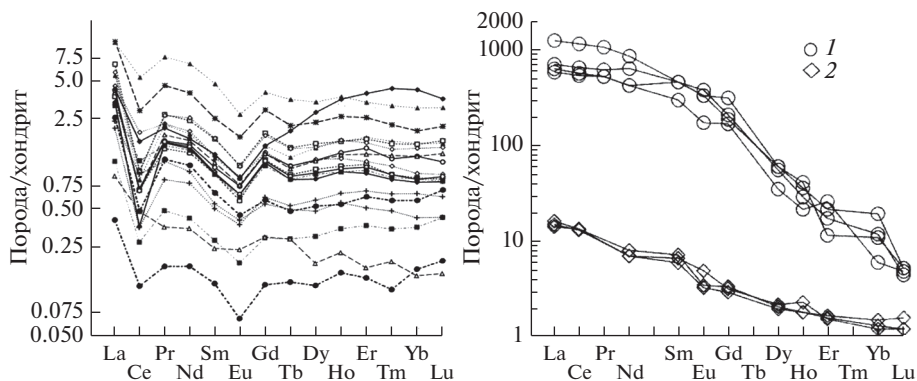 Порода/хондрит
7.5
5.0
2.5
0.75
0.50
0.25
0.075
0.050
La Pr Sm Gd Dy Er Yb
Ce Nd Eu Tb Ho Tm Lu
Порода/хондрит
2000
1000
100
10
1
1
2
La Pr Sm Gd Dy Er Yb
Ce Nd Eu Tb Ho Tm Lu